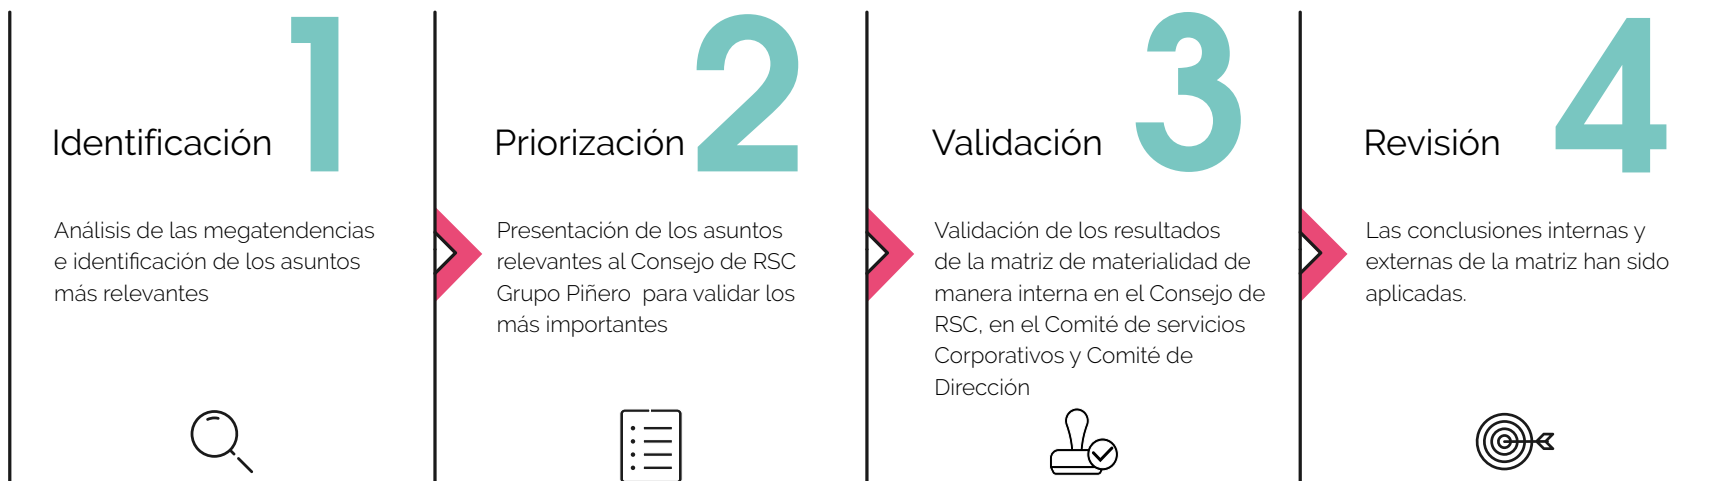 1
Identificación
Análisis de las megatendencias
e identificación de los asuntos
más relevantes
2
Priorización
Presentación de los asuntos
relevantes al Consejo de RSC
Grupo Piñero  para validar los
más importantes
3
Validación
Validación de los resultados
de la matriz de materialidad de
manera interna en el Consejo de
RSC, en el Comité de servicios
Corporativos y Comité de
Dirección
4
Revisión
Las conclusiones internas y
externas de la matriz han sido
aplicadas.